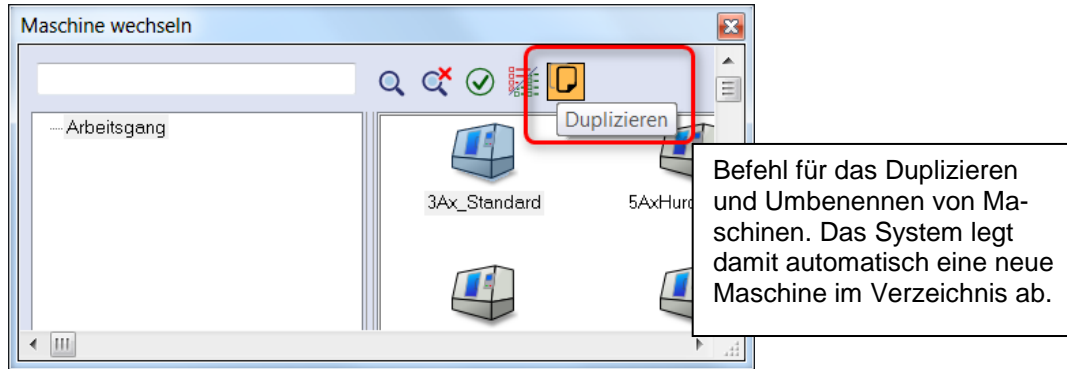 Maschine wechseln
Duplizieren
Arbeitsgang
3Ax_Standard
Befehl für das Duplizieren
und Umbenennen von Ma-
schinen. Das System legt
damit automatisch eine neue
Maschine im Verzeichnis ab.